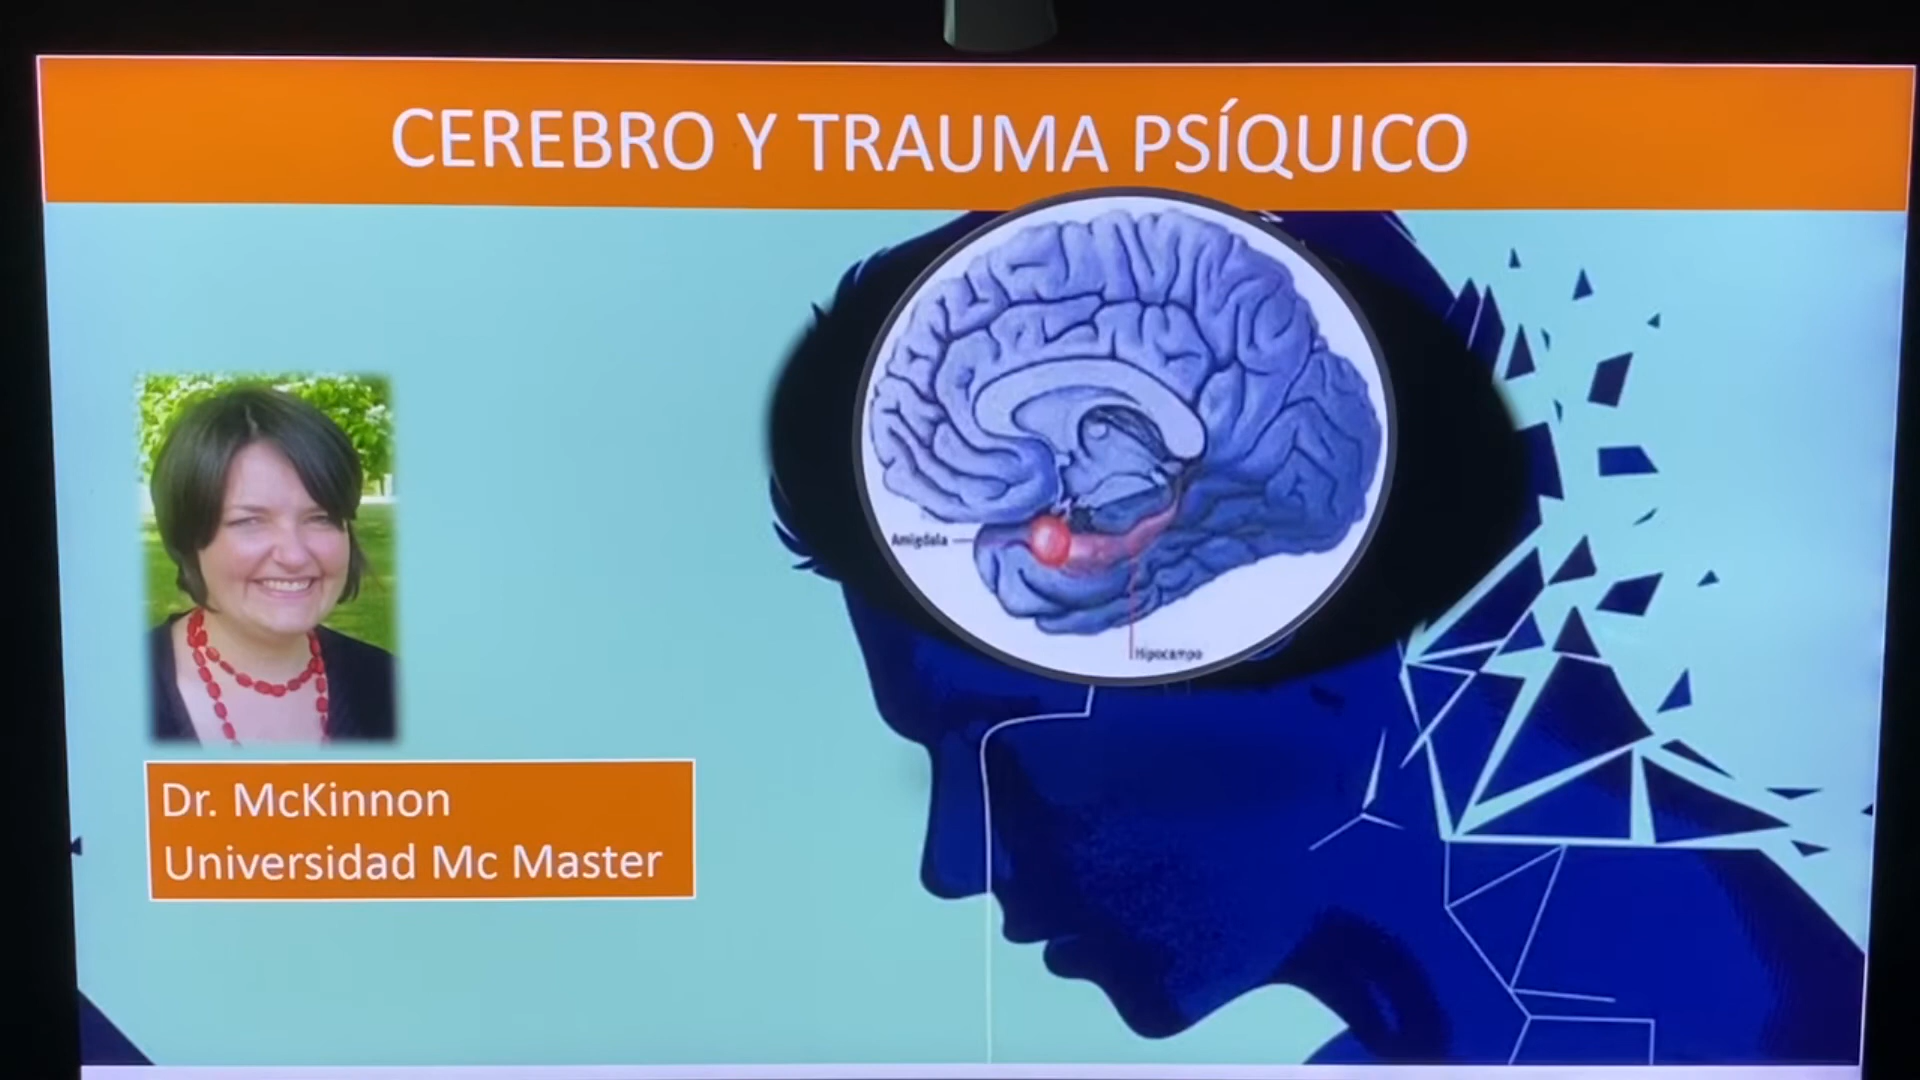 CEREBRO Y TRAUMA PSÍQUICO
Amígdala
Hipocampo
Dr. McKinnon
Universidad Mc Master